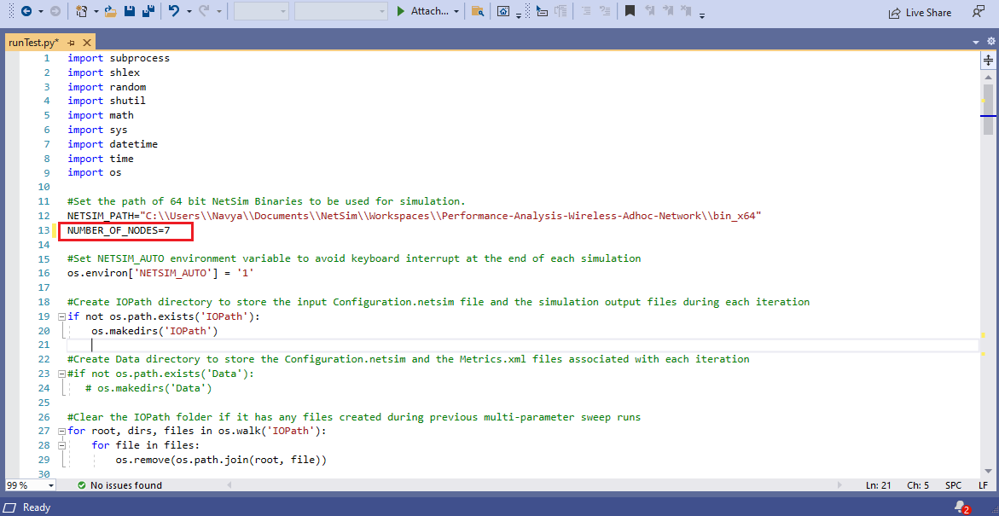 Attach...
Live Share
runTest.py*
1 import subprocess
2 import shlex
3 import random
4 import shutil
5 import math
6 import sys
7 import datetime
8 import time
9 import os
10
11 #Set the path of 64 bit NetSim Binaries to be used for simulation.
12 NETSIM_PATH="C:\\Users\\Navya\\Documents\\NetSim\\Workspaces\\Performance-Analysis-Wireless-Adhoc-Network\\bin_x64"
13 NUMBER_OF_NODES=7
14
15 #Set NETSIM_AUTO environment variable to avoid keyboard interrupt at the end of each simulation
16 os.environ['NETSIM_AUTO'] = '1'
17
18 #Create IOPath directory to store the input Configuration.netsim file and the simulation output files during each iteration
19 if not os.path.exists('IOPath'):
20 os.makedirs('IOPath')
21
22 #Create Data directory to store the Configuration.netsim and the Metrics.xml files associated with each iteration
23 #if not os.path.exists('Data'):
24 # os.makedirs('Data')
25
26 #Clear the IOPath folder if it has any files created during previous multi-parameter sweep runs
27 for root, dirs, files in os.walk('IOPath'):
28 for file in files:
29 os.remove(os.path.join(root, file))
30
99 % No issues found Ln: 21 Ch: 5 SPC LF
Ready 2